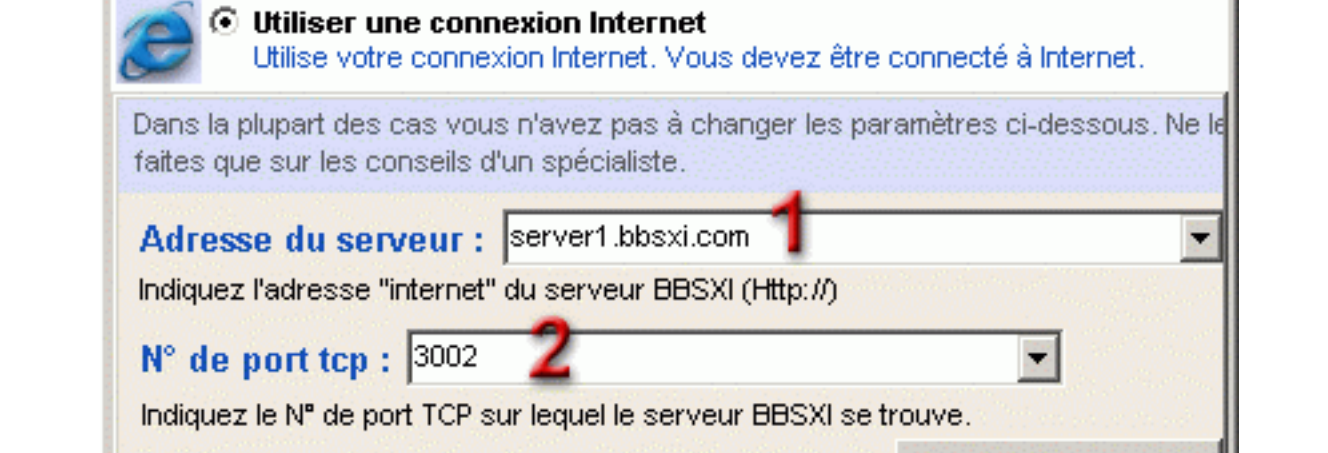 Utiliser une connexion Internet
Utilise votre connexion Internet. Vous devez être connecté à Internet.
Dans la plupart des cas vous n'avez pas à changer les paramètres ci-dessous. Ne le
faites que sur les conseils d'un spécialiste.
Adresse du serveur : server1.bbsxi.com 1
Indiquez l'adresse "internet" du serveur BBSXI (Http://)
N° de port tcp : 3002 2
Indiquez le N° de port TCP sur lequel le serveur BBSXI se trouve.